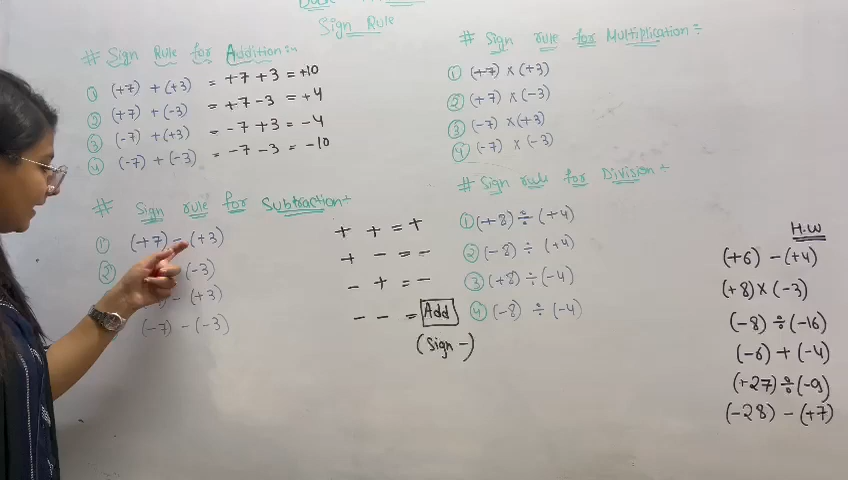 Sign Rule
# Sign Rule for Addition:-
① (+7) + (+3) = +7 +3 = +10
② (+7) + (-3) = +7 -3 = +4
③ (-7) + (+3) = -7 +3 = -4
④ (-7) + (-3) = -7 -3 = -10
# Sign rule for Subtraction:-
① (+7) - (+3)
② (-3)
- (+3)
(-7) - (-3)
+ + = +
+ - = -
- + = -
- - = Add
(Sign -)
# Sign rule for Multiplication:-
① (+7) × (+3)
② (+7) × (-3)
③ (-7) × (+3)
④ (-7) × (-3)
# Sign rule for Division:-
① (+8) ÷ (+4)
② (-8) ÷ (+4)
③ (+8) ÷ (-4)
④ (-8) ÷ (-4)
H.W
(+6) - (+4)
(+8) × (-3)
(-8) ÷ (-16)
(-6) + (-4)
(+27) ÷ (-9)
(-28) - (+7)